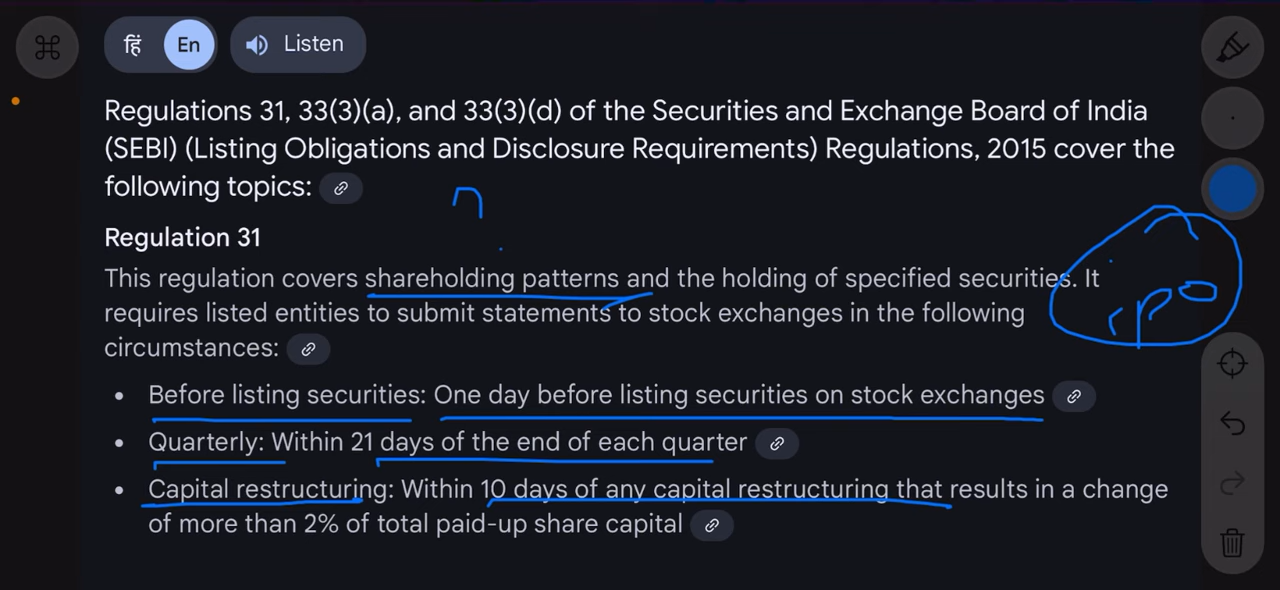 हिं En Listen
Regulations 31, 33(3)(a), and 33(3)(d) of the Securities and Exchange Board of India
(SEBI) (Listing Obligations and Disclosure Requirements) Regulations, 2015 cover the
following topics:
Regulation 31
This regulation covers shareholding patterns and the holding of specified securities. It
requires listed entities to submit statements to stock exchanges in the following
circumstances:
• Before listing securities: One day before listing securities on stock exchanges
• Quarterly: Within 21 days of the end of each quarter
• Capital restructuring: Within 10 days of any capital restructuring that results in a change
of more than 2% of total paid-up share capital